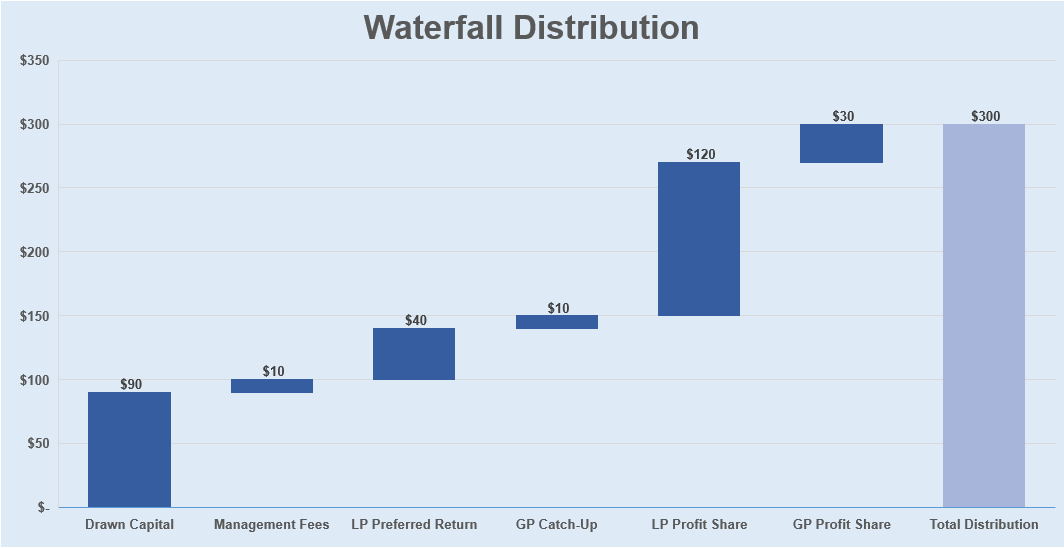 Waterfall Distribution
$350
$300
$250
$200
$150
$100
$50
$-
$90
$10
$40
$10
$120
$30
$300
Drawn Capital
Management Fees
LP Preferred Return
GP Catch-Up
LP Profit Share
GP Profit Share
Total Distribution